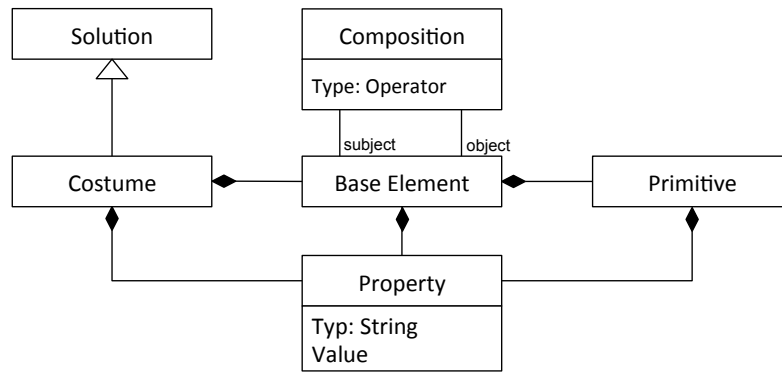 Solution
Composition
Type: Operator
subject
object
Costume
Base Element
Primitive
Property
Typ: String
Value